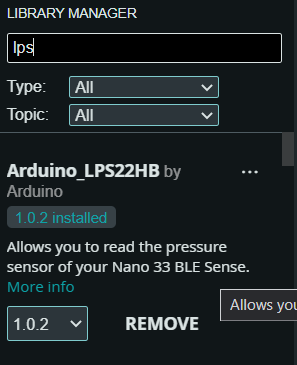 LIBRARY MANAGER
lps
Type: All
Topic: All
Arduino_LPS22HB by ...
Arduino
1.0.2 installed
Allows you to read the pressure
sensor of your Nano 33 BLE Sense.
More info
Allows you
1.0.2 REMOVE